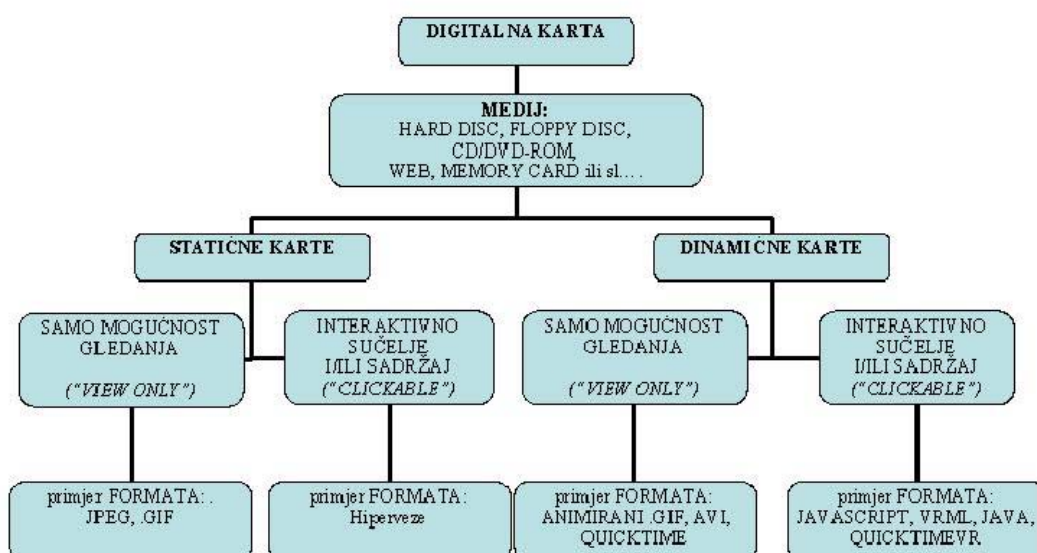 DIGITALNA KARTA
MEDIJ:
HARD DISC, FLOPPY DISC,
CD/DVD-ROM,
WEB, MEMORY CARD ili sl....
STATIČNE KARTE
DINAMIČNE KARTE
SAMO MOGUĆNOST
GLEDANJA
("VIEW ONLY")
INTERAKTIVNO
SUČELJE
I/ILI SADRŽAJ
("CLICKABLE")
SAMO MOGUĆNOST
GLEDANJA
("VIEW ONLY")
INTERAKTIVNO
SUČELJE
I/ILI SADRŽAJ
("CLICKABLE")
primjer FORMATA: .
JPEG, .GIF
primjer FORMATA:
Hiperveze
primjer FORMATA:
ANIMIRANI .GIF, AVI,
QUICKTIME
primjer FORMATA:
JAVASCRIPT, VRML, JAVA,
QUICKTIMEVR